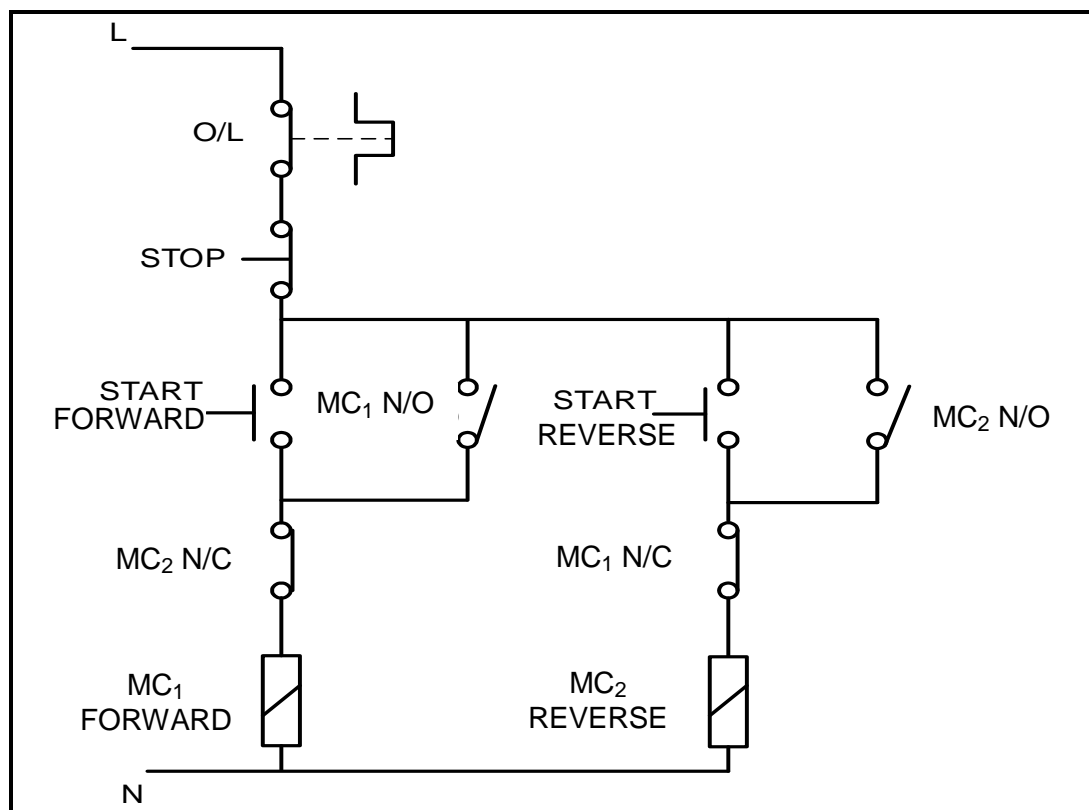 L
O/L
STOP
START
FORWARD
MC₁ N/O
START
REVERSE
MC₂ N/O
MC₂ N/C
MC₁ N/C
MC₁
FORWARD
MC₂
REVERSE
N